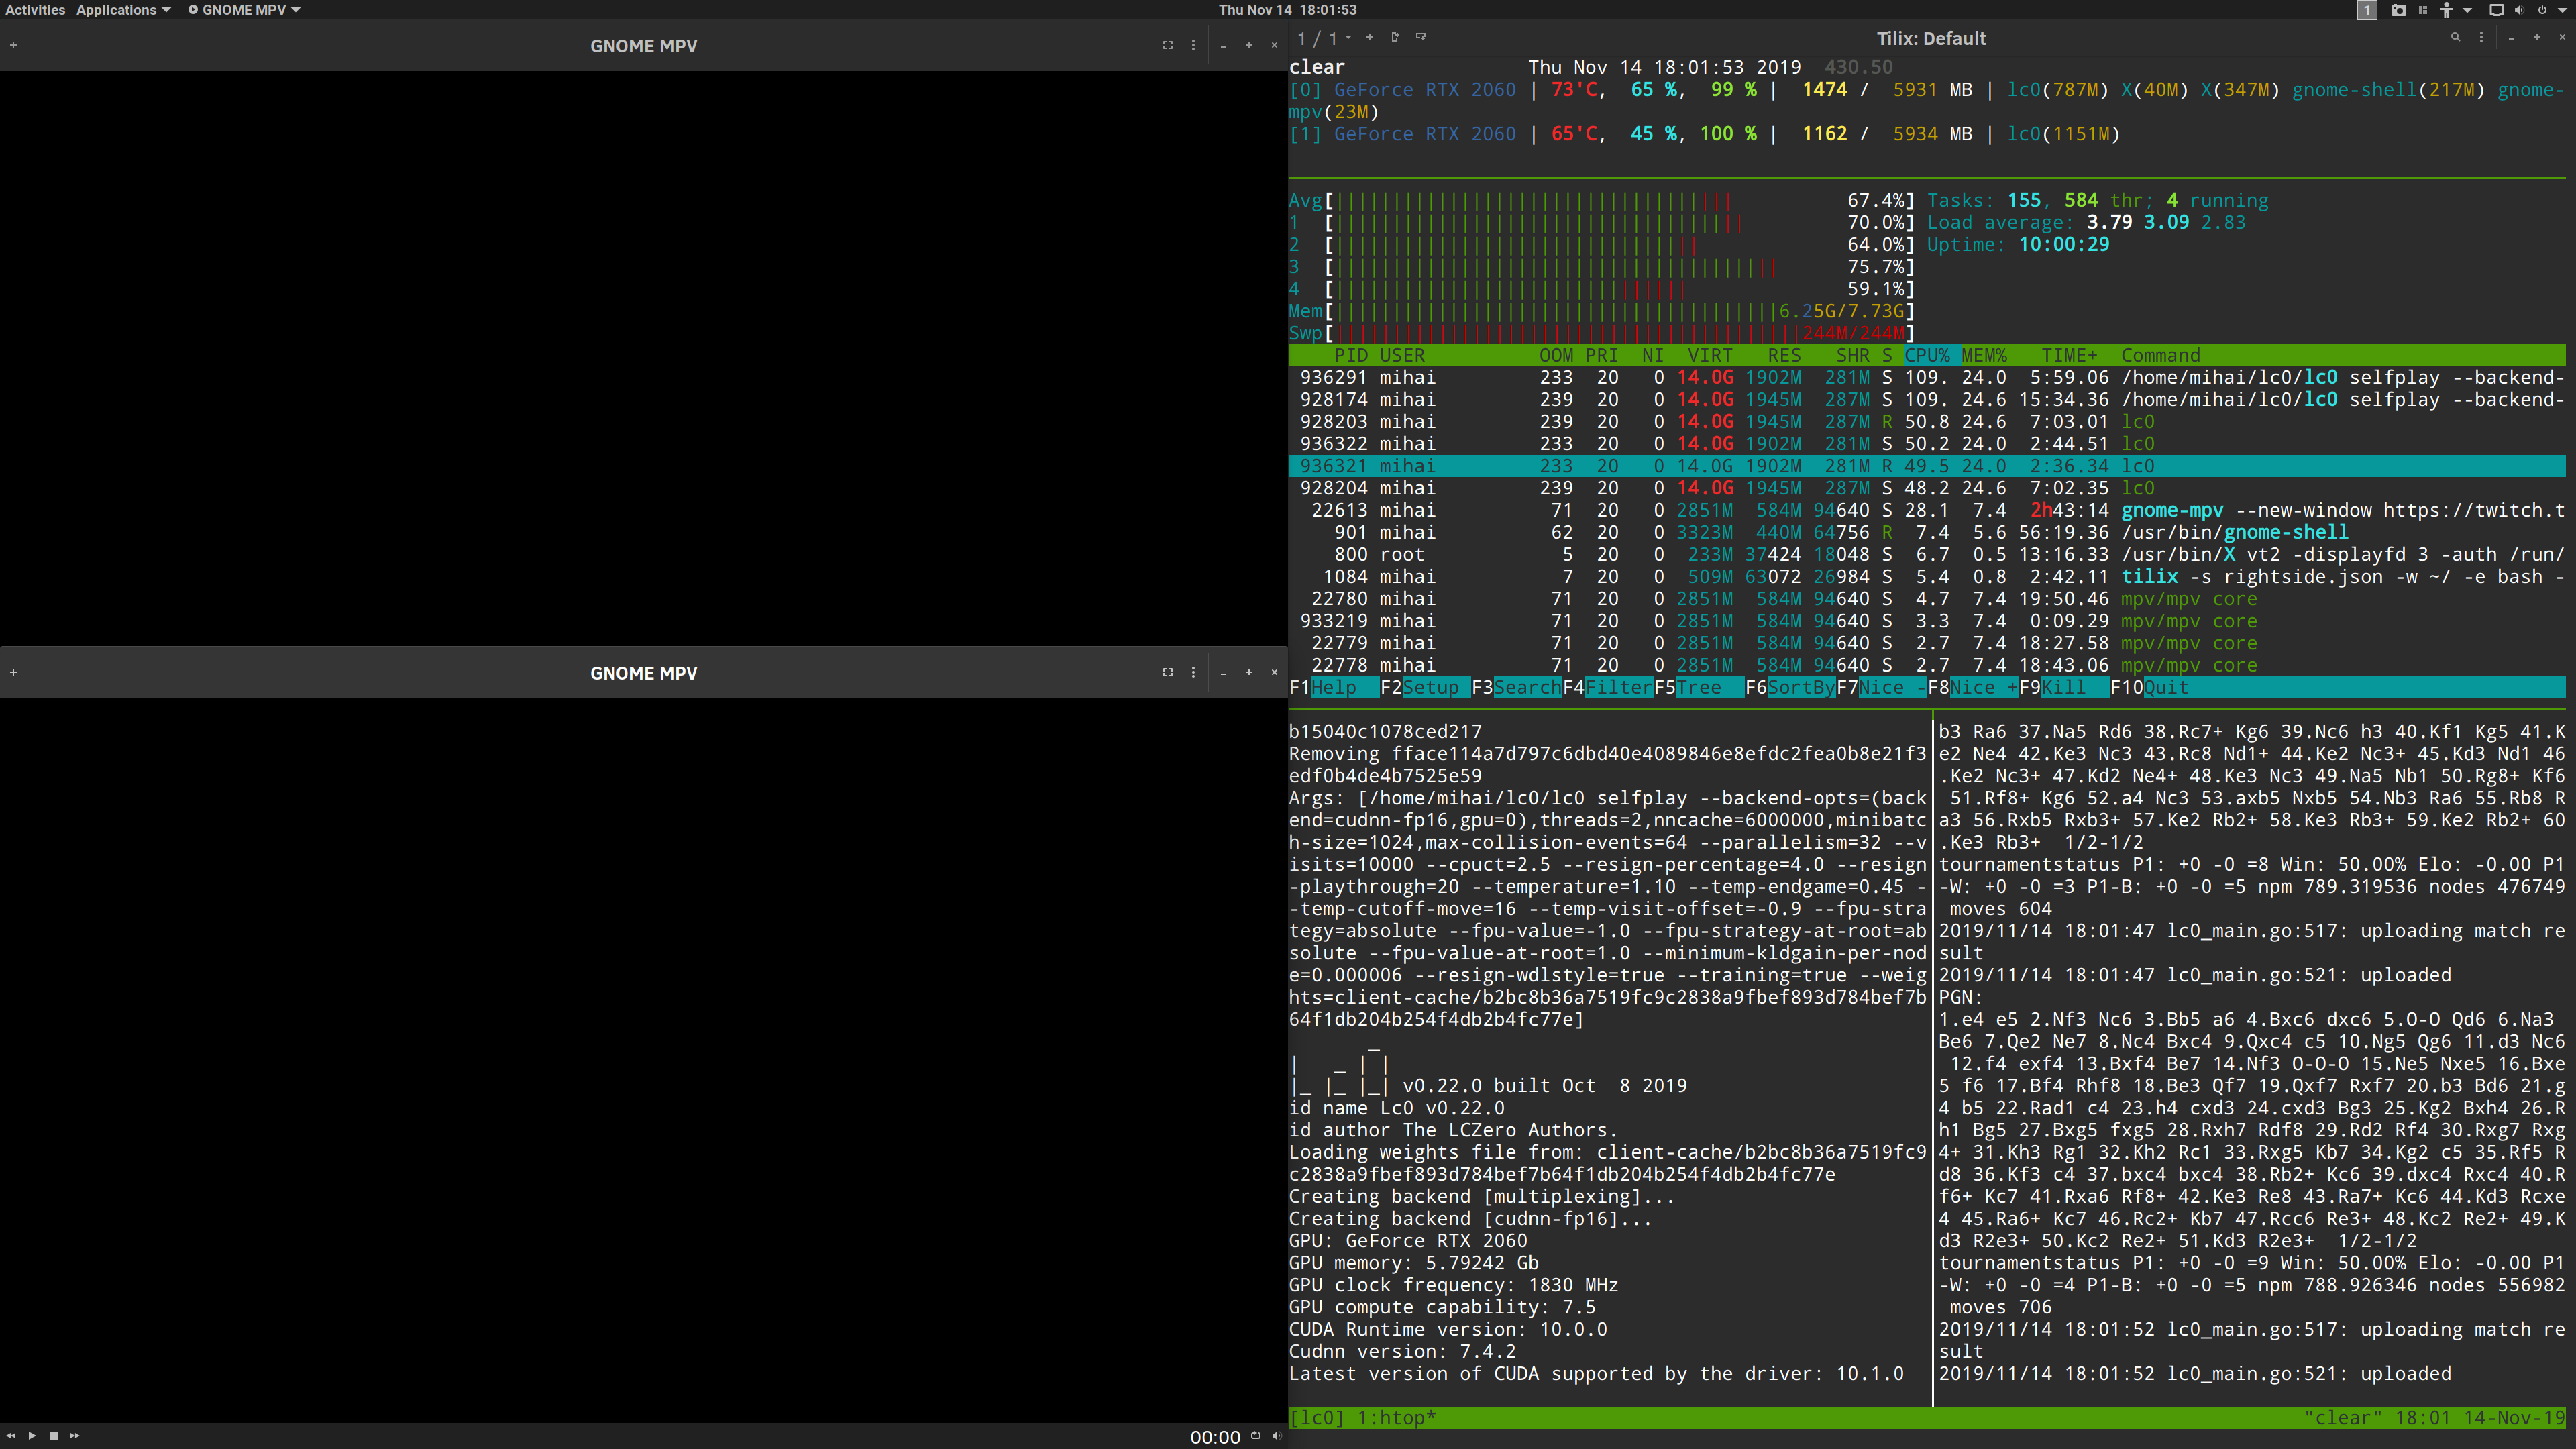 Activities Applications GNOME MPV Thu Nov 14 18:01:53 1
GNOME MPV
GNOME MPV
00:00
1 / 1 Tilix: Default
clear Thu Nov 14 18:01:53 2019 430.50
[0] GeForce RTX 2060 | 73'C, 65 %, 99 % | 1474 / 5931 MB | lc0(787M) X(40M) X(347M) gnome-shell(217M) gnome-
mpv(23M)
[1] GeForce RTX 2060 | 65'C, 45 %, 100 % | 1162 / 5934 MB | lc0(1151M)
Avg[ 67.4%] Tasks: 155, 584 thr; 4 running
1 [ 70.0%] Load average: 3.79 3.09 2.83
2 [ 64.0%] Uptime: 10:00:29
3 [ 75.7%]
4 [ 59.1%]
Mem[ 6.25G/7.73G]
Swp[ 244M/244M]
PID USER OOM PRI NI VIRT RES SHR S CPU% MEM% TIME+ Command
936291 mihai 233 20 0 14.0G 1902M 281M S 109. 24.0 5:59.06 /home/mihai/lc0/lc0 selfplay --backend-
928174 mihai 239 20 0 14.0G 1945M 287M S 109. 24.6 15:34.36 /home/mihai/lc0/lc0 selfplay --backend-
928203 mihai 239 20 0 14.0G 1945M 287M R 50.8 24.6 7:03.01 lc0
936322 mihai 233 20 0 14.0G 1902M 281M S 50.2 24.0 2:44.51 lc0
936321 mihai 233 20 0 14.0G 1902M 281M R 49.5 24.0 2:36.34 lc0
928204 mihai 239 20 0 14.0G 1945M 287M S 48.2 24.6 7:02.35 lc0
22613 mihai 71 20 0 2851M 584M 94640 S 28.1 7.4 2h43:14 gnome-mpv --new-window https://twitch.t
901 mihai 62 20 0 3323M 440M 64756 R 7.4 5.6 56:19.36 /usr/bin/gnome-shell
800 root 5 20 0 233M 37424 18048 S 6.7 0.5 13:16.33 /usr/bin/X vt2 -displayfd 3 -auth /run/
1084 mihai 7 20 0 509M 63072 26984 S 5.4 0.8 2:42.11 tilix -s rightside.json -w ~/ -e bash -
22780 mihai 71 20 0 2851M 584M 94640 S 4.7 7.4 19:50.46 mpv/mpv core
933219 mihai 71 20 0 2851M 584M 94640 S 3.3 7.4 0:09.29 mpv/mpv core
22779 mihai 71 20 0 2851M 584M 94640 S 2.7 7.4 18:27.58 mpv/mpv core
22778 mihai 71 20 0 2851M 584M 94640 S 2.7 7.4 18:43.06 mpv/mpv core
F1Help F2Setup F3SearchF4FilterF5Tree F6SortByF7Nice -F8Nice +F9Kill F10Quit
b15040c1078ced217
Removing fface114a7d797c6dbd40e4089846e8efdc2fea0b8e21f3
edf0b4de4b7525e59
Args: [/home/mihai/lc0/lc0 selfplay --backend-opts=(back
end=cudnn-fp16,gpu=0),threads=2,nncache=6000000,minibatc
h-size=1024,max-collision-events=64 --parallelism=32 --v
isits=10000 --cpuct=2.5 --resign-percentage=4.0 --resign
-playthrough=20 --temperature=1.10 --temp-endgame=0.45 -
-temp-cutoff-move=16 --temp-visit-offset=-0.9 --fpu-stra
tegy=absolute --fpu-value=-1.0 --fpu-strategy-at-root=ab
solute --fpu-value-at-root=1.0 --minimum-kldgain-per-nod
e=0.000006 --resign-wdlstyle=true --training=true --weig
hts=client-cache/b2bc8b36a7519fc9c2838a9fbef893d784bef7b
64f1db204b254f4db2b4fc77e]
_
| _ | |
|_ |_ |_| v0.22.0 built Oct 8 2019
id name Lc0 v0.22.0
id author The LCZero Authors.
Loading weights file from: client-cache/b2bc8b36a7519fc9
c2838a9fbef893d784bef7b64f1db204b254f4db2b4fc77e
Creating backend [multiplexing]...
Creating backend [cudnn-fp16]...
GPU: GeForce RTX 2060
GPU memory: 5.79242 Gb
GPU clock frequency: 1830 MHz
GPU compute capability: 7.5
CUDA Runtime version: 10.0.0
Cudnn version: 7.4.2
Latest version of CUDA supported by the driver: 10.1.0
b3 Ra6 37.Na5 Rd6 38.Rc7+ Kg6 39.Nc6 h3 40.Kf1 Kg5 41.K
e2 Ne4 42.Ke3 Nc3 43.Rc8 Nd1+ 44.Ke2 Nc3+ 45.Kd3 Nd1 46
.Ke2 Nc3+ 47.Kd2 Ne4+ 48.Ke3 Nc3 49.Na5 Nb1 50.Rg8+ Kf6
51.Rf8+ Kg6 52.a4 Nc3 53.axb5 Nxb5 54.Nb3 Ra6 55.Rb8 R
a3 56.Rxb5 Rxb3+ 57.Ke2 Rb2+ 58.Ke3 Rb3+ 59.Ke2 Rb2+ 60
.Ke3 Rb3+ 1/2-1/2
tournamentstatus P1: +0 -0 =8 Win: 50.00% Elo: -0.00 P1
-W: +0 -0 =3 P1-B: +0 -0 =5 npm 789.319536 nodes 476749
moves 604
2019/11/14 18:01:47 lc0_main.go:517: uploading match re
sult
2019/11/14 18:01:47 lc0_main.go:521: uploaded
PGN:
1.e4 e5 2.Nf3 Nc6 3.Bb5 a6 4.Bxc6 dxc6 5.O-O Qd6 6.Na3
Be6 7.Qe2 Ne7 8.Nc4 Bxc4 9.Qxc4 c5 10.Ng5 Qg6 11.d3 Nc6
12.f4 exf4 13.Bxf4 Be7 14.Nf3 O-O-O 15.Ne5 Nxe5 16.Bxe
5 f6 17.Bf4 Rhf8 18.Be3 Qf7 19.Qxf7 Rxf7 20.b3 Bd6 21.g
4 b5 22.Rad1 c4 23.h4 cxd3 24.cxd3 Bg3 25.Kg2 Bxh4 26.R
h1 Bg5 27.Bxg5 fxg5 28.Rxh7 Rdf8 29.Rd2 Rf4 30.Rxg7 Rxg
4+ 31.Kh3 Rg1 32.Kh2 Rc1 33.Rxg5 Kb7 34.Kg2 c5 35.Rf5 R
d8 36.Kf3 c4 37.bxc4 bxc4 38.Rb2+ Kc6 39.dxc4 Rxc4 40.R
f6+ Kc7 41.Rxa6 Rf8+ 42.Ke3 Re8 43.Ra7+ Kc6 44.Kd3 Rcxe
4 45.Ra6+ Kc7 46.Rc2+ Kb7 47.Rcc6 Re3+ 48.Kc2 Re2+ 49.K
d3 R2e3+ 50.Kc2 Re2+ 51.Kd3 R2e3+ 1/2-1/2
tournamentstatus P1: +0 -0 =9 Win: 50.00% Elo: -0.00 P1
-W: +0 -0 =4 P1-B: +0 -0 =5 npm 788.926346 nodes 556982
moves 706
2019/11/14 18:01:52 lc0_main.go:517: uploading match re
sult
2019/11/14 18:01:52 lc0_main.go:521: uploaded
[lc0] 1:htop* "clear" 18:01 14-Nov-19